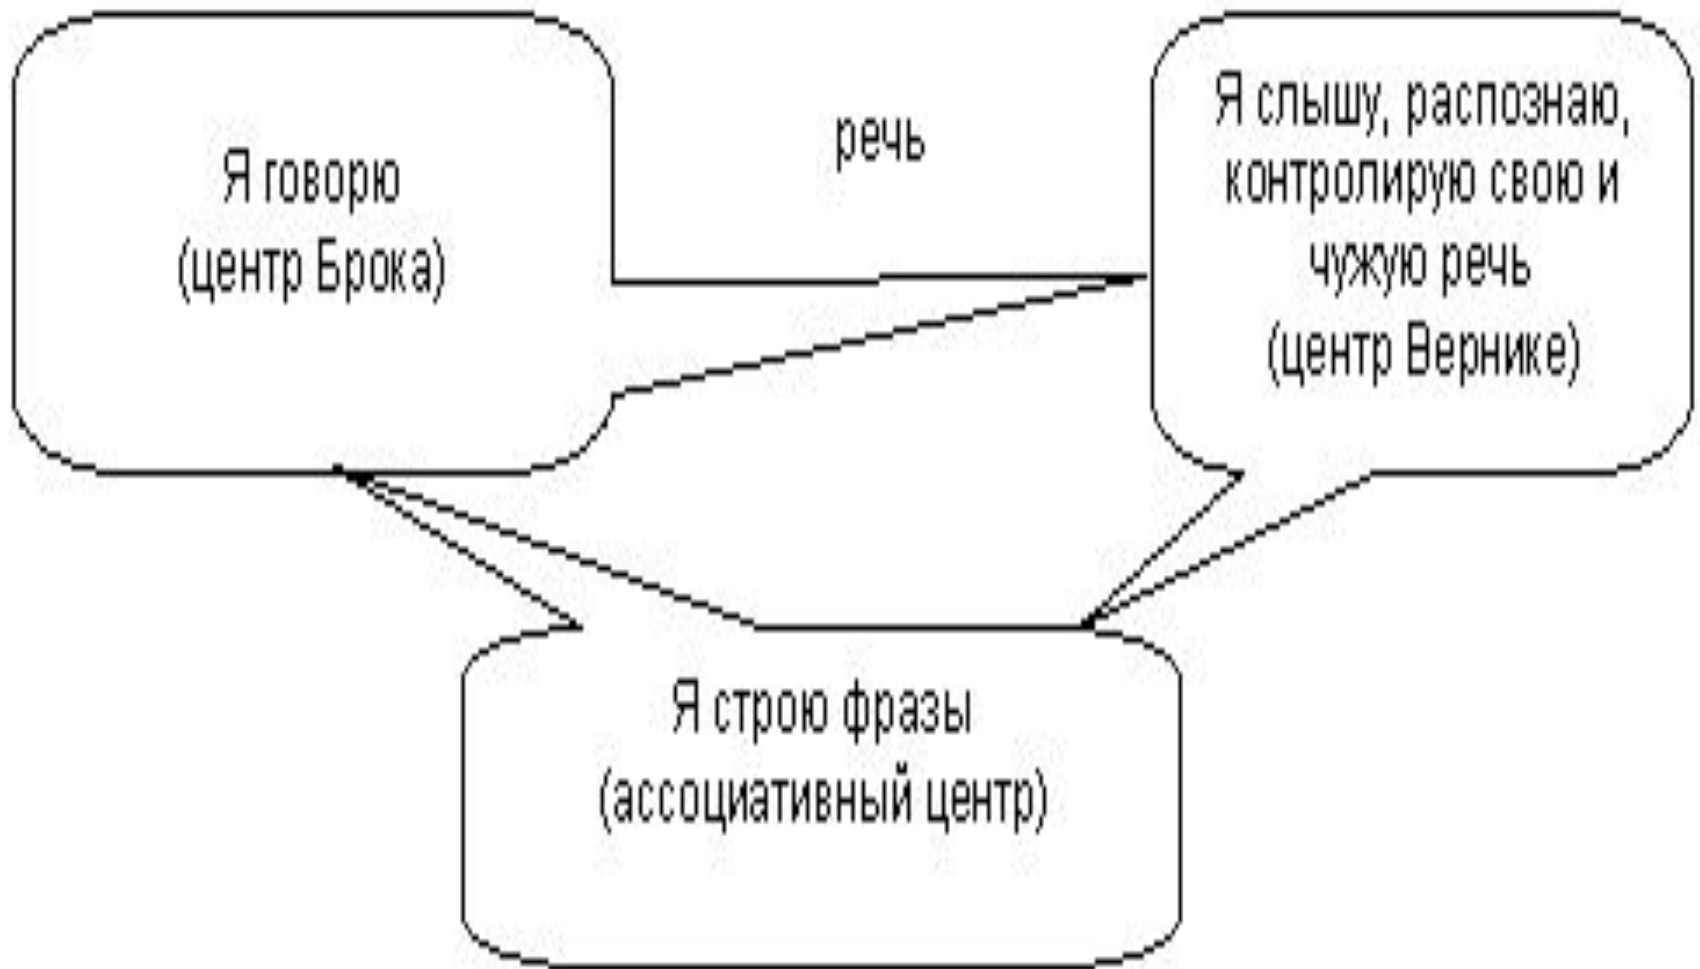 Я говорю
(центр Брока)
речь
Я слышу, распознаю,
контролирую свою и
чужую речь
(центр Вернике)
Я строю фразы
(ассоциативный центр)